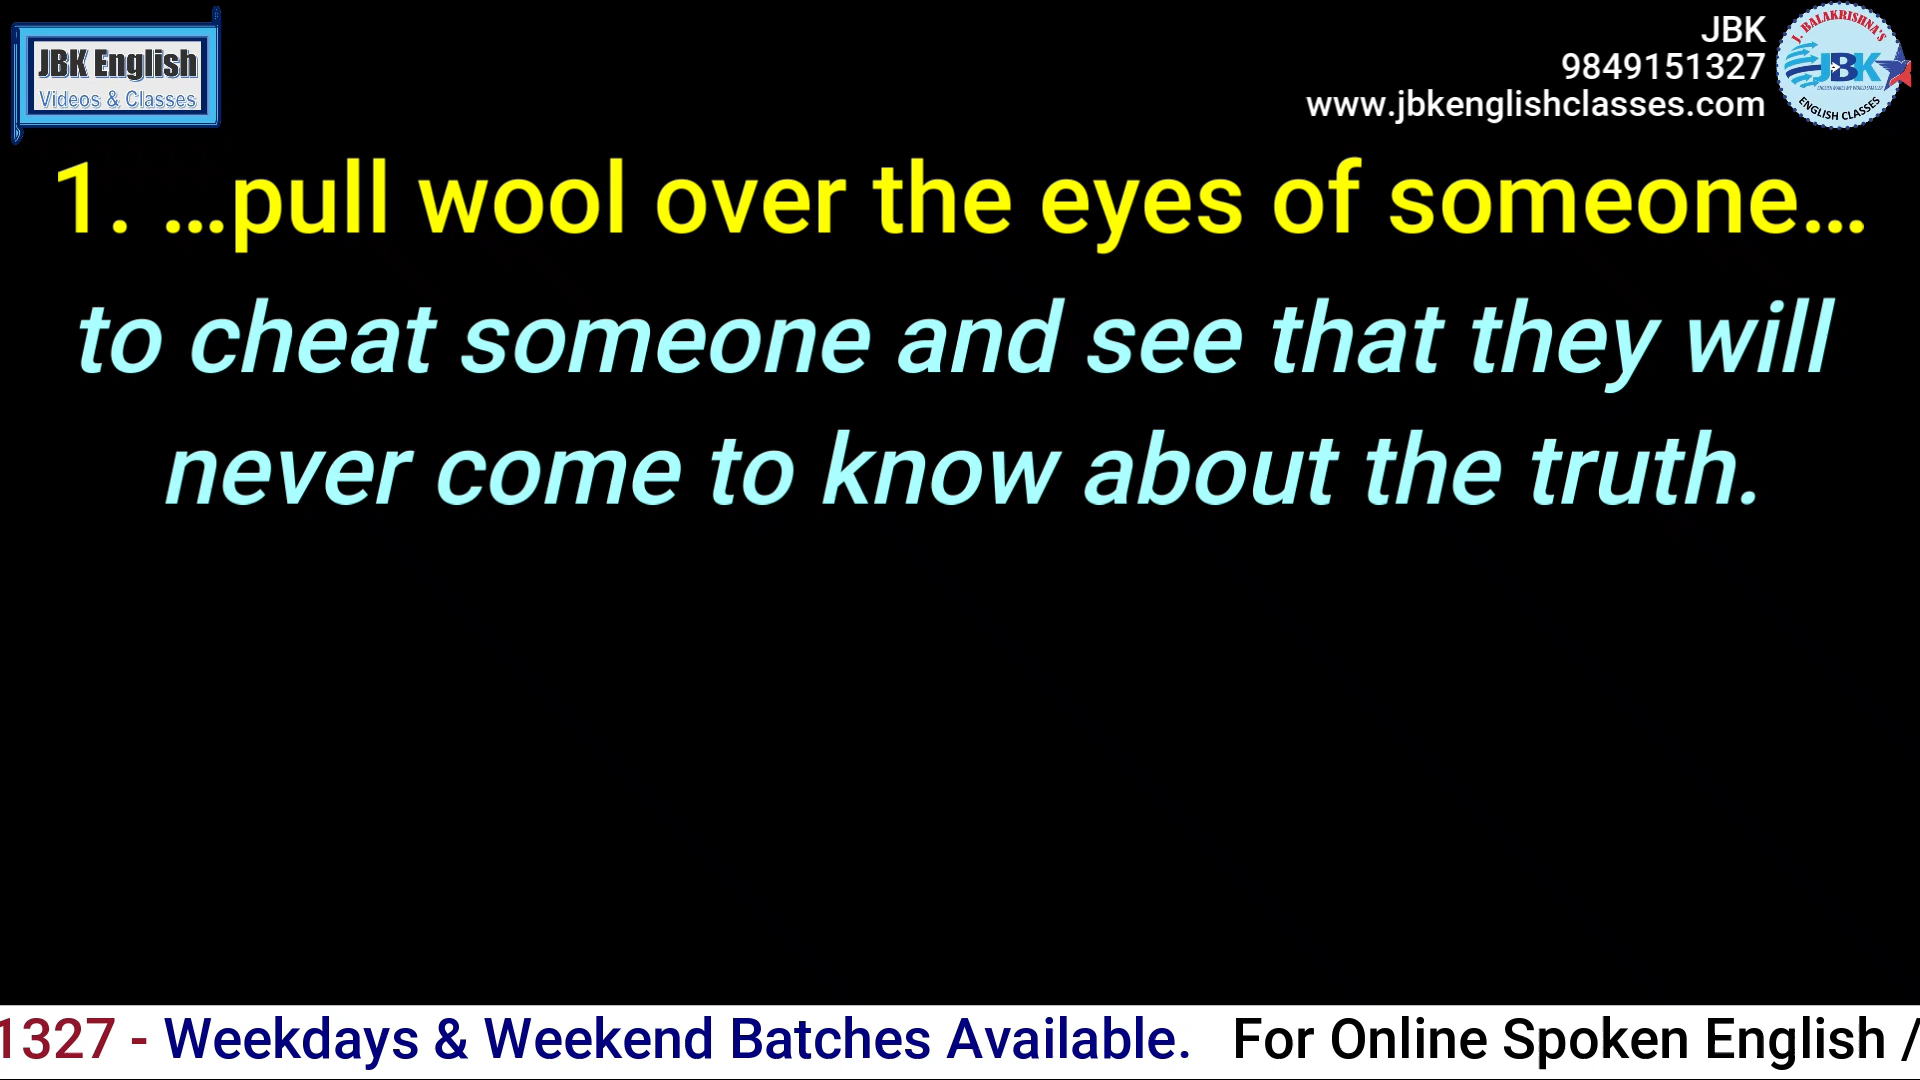 JBK English
Videos & Classes
JBK
9849151327
www.jbkenglishclasses.com
J. BALAKRISHNA'S
JBK
ENGLISH CLASSES
1. ...pull wool over the eyes of someone...
to cheat someone and see that they will
never come to know about the truth.
1327 - Weekdays & Weekend Batches Available. For Online Spoken English /